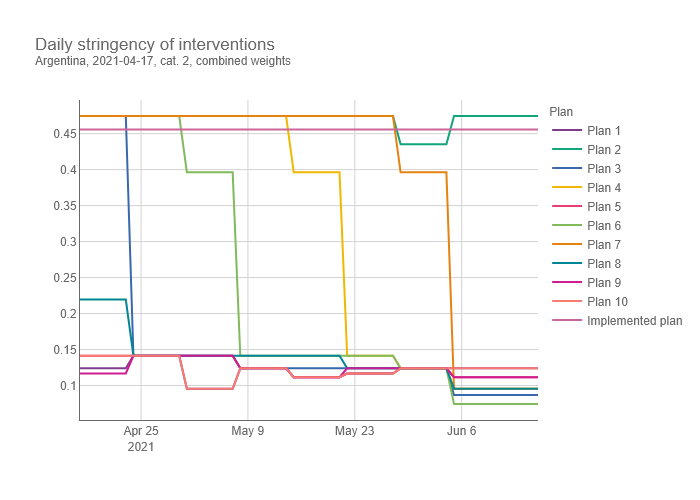 Daily stringency of interventions
Argentina, 2021-04-17, cat. 2, combined weights
Plan
Plan 1
Plan 2
Plan 3
Plan 4
Plan 5
Plan 6
Plan 7
Plan 8
Plan 9
Plan 10
Implemented plan
0.45
0.4
0.35
0.3
0.25
0.2
0.15
0.1
Apr 25 May 9 May 23 Jun 6
2021